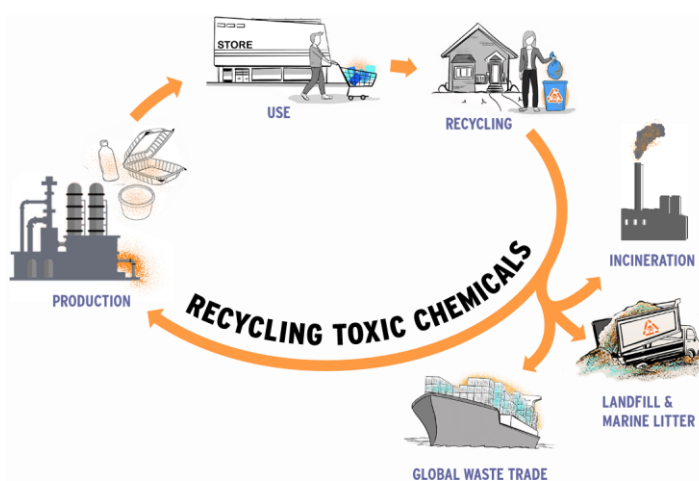 STORE
USE
RECYCLING
INCINERATION
PRODUCTION
RECYCLING TOXIC CHEMICALS
LANDFILL &
MARINE LITTER
GLOBAL WASTE TRADE